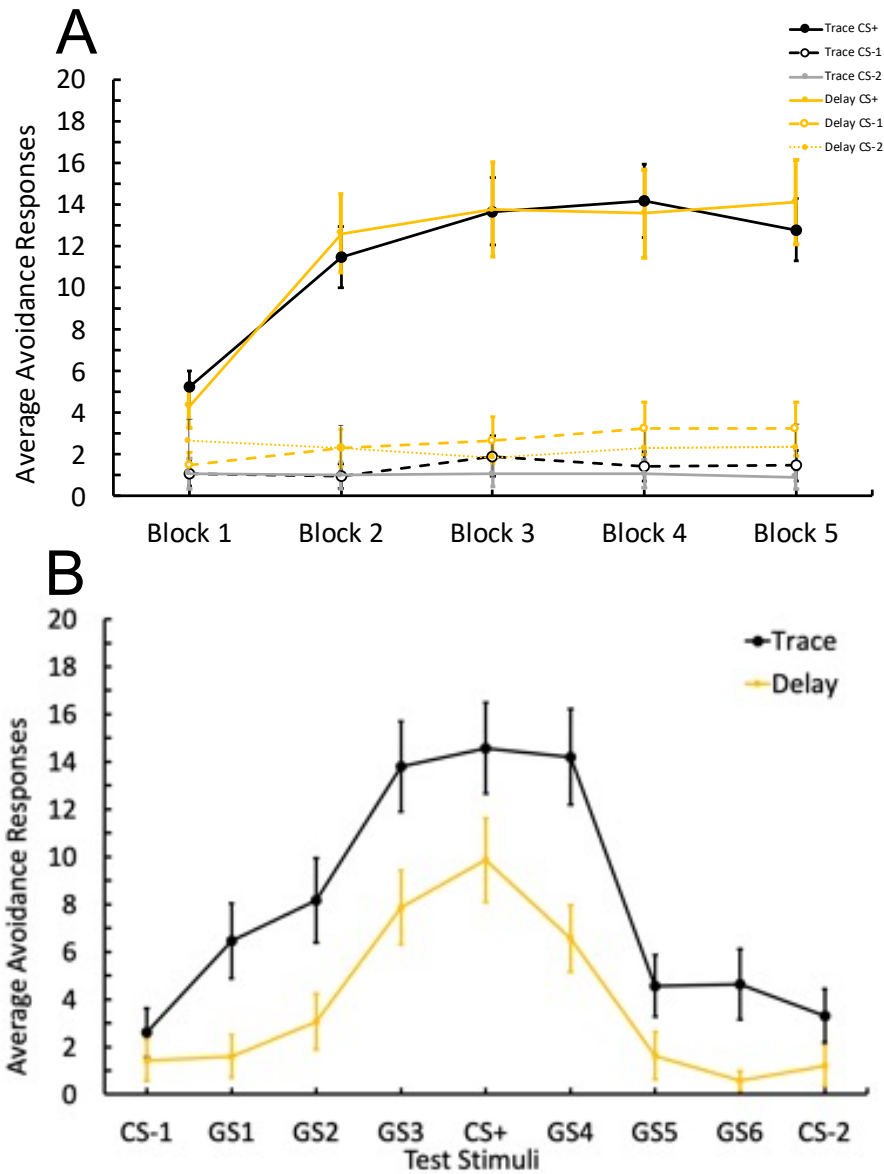 A
Trace CS+
Trace CS-1
Trace CS-2
Delay CS+
Delay CS-1
Delay CS-2
Average Avoidance Responses
20
18
16
14
12
10
8
6
4
2
0
Block 1 Block 2 Block 3 Block 4 Block 5
B
Trace
Delay
Average Avoidance Responses
20
18
16
14
12
10
8
6
4
2
0
CS-1 GS1 GS2 GS3 CS+ GS4 GS5 GS6 CS-2
Test Stimuli